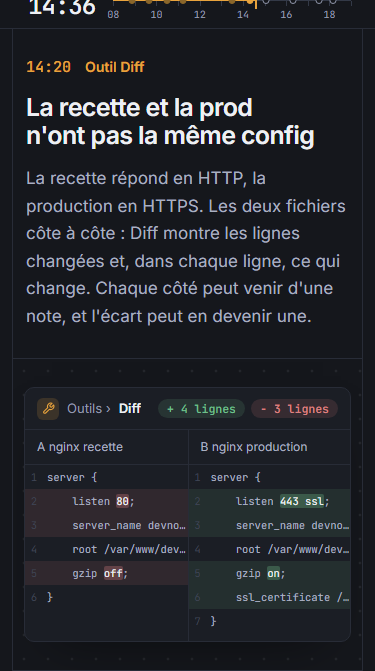 14:36
08 10 12 14 16 18
14:20 Outil Diff
La recette et la prod
n'ont pas la même config
La recette répond en HTTP, la
production en HTTPS. Les deux fichiers
côte à côte : Diff montre les lignes
changées et, dans chaque ligne, ce qui
change. Chaque côté peut venir d'une
note, et l'écart peut en devenir une.
Outils › Diff + 4 lignes - 3 lignes
A nginx recette B nginx production
1 server { 1 server {
2 listen 80; 2 listen 443 ssl;
3 server_name devno… 3 server_name devno…
4 root /var/www/dev… 4 root /var/www/dev…
5 gzip off; 5 gzip on;
6 } 6 ssl_certificate /…
7 }